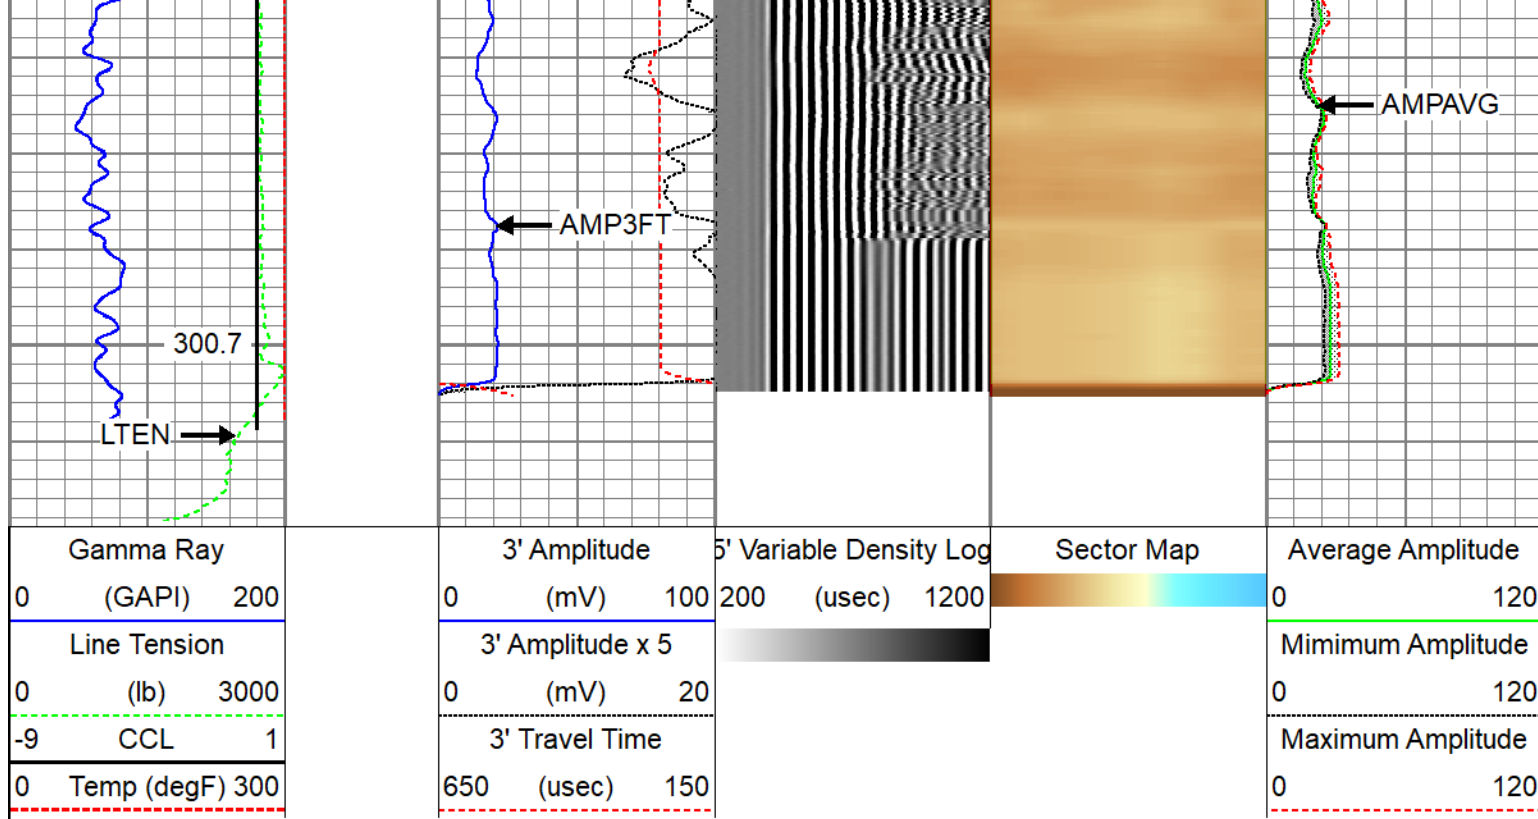 AMPAVG
AMP3FT
300.7
LTEN
Gamma Ray
0 (GAPI) 200
Line Tension
0 (lb) 3000
-9 CCL 1
0 Temp (degF) 300
3' Amplitude
0 (mV) 100
3' Amplitude x 5
0 (mV) 20
3' Travel Time
650 (usec) 150
5' Variable Density Log
200 (usec) 1200
Sector Map
Average Amplitude
0 120
Mimimum Amplitude
0 120
Maximum Amplitude
0 120